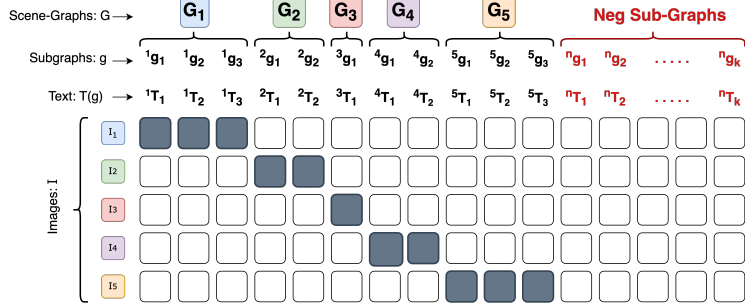 Scene-Graphs: G → G₁ G₂ G₃ G₄ G₅ Neg Sub-Graphs
Subgraphs: g → ¹g₁ ¹g₂ ¹g₃ ²g₁ ²g₂ ³g₁ ⁴g₁ ⁴g₂ ⁵g₁ ⁵g₂ ⁵g₃ ⁿg₁ ⁿg₂ ..... ⁿgₖ
Text: T(g) → ¹T₁ ¹T₂ ¹T₃ ²T₁ ²T₂ ³T₁ ⁴T₁ ⁴T₂ ⁵T₁ ⁵T₂ ⁵T₃ ⁿT₁ ⁿT₂ ..... ⁿTₖ
Images: I
I₁
I₂
I₃
I₄
I₅